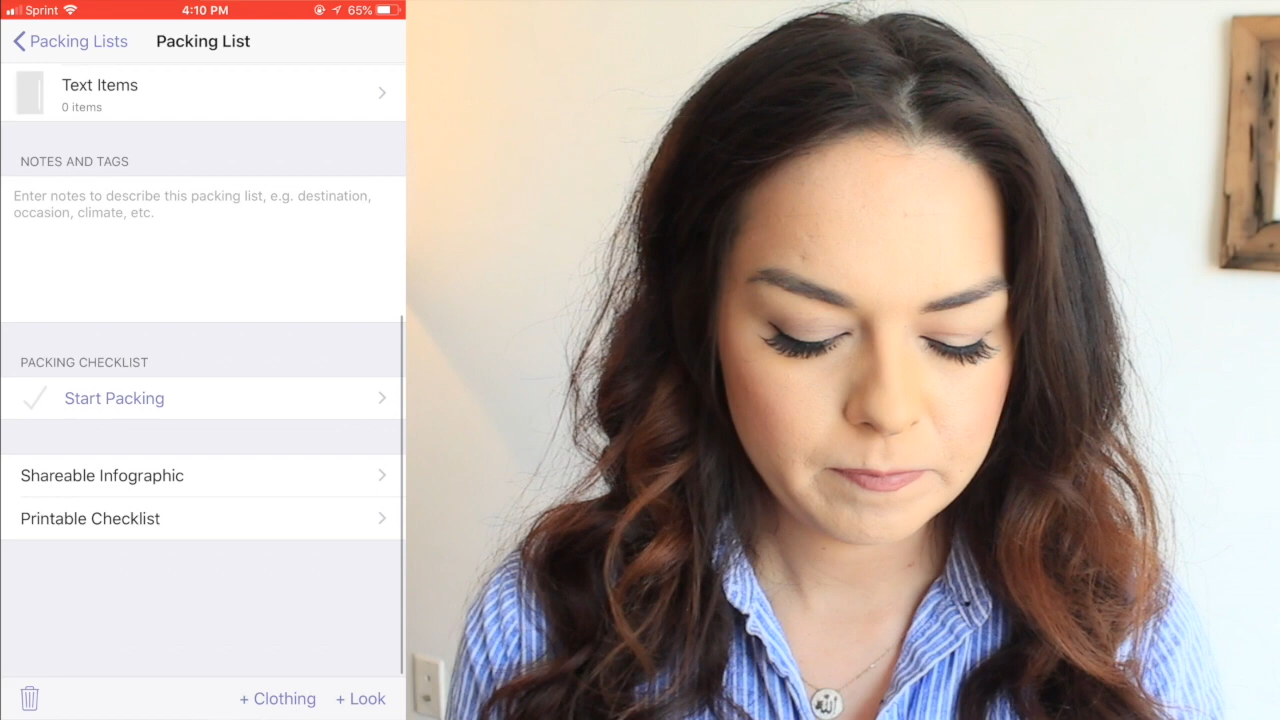 Sprint 4:10 PM 65%
Packing Lists Packing List
Text Items
0 items
NOTES AND TAGS
Enter notes to describe this packing list, e.g. destination,
occasion, climate, etc.
PACKING CHECKLIST
Start Packing
Shareable Infographic
Printable Checklist
+ Clothing + Look
الله